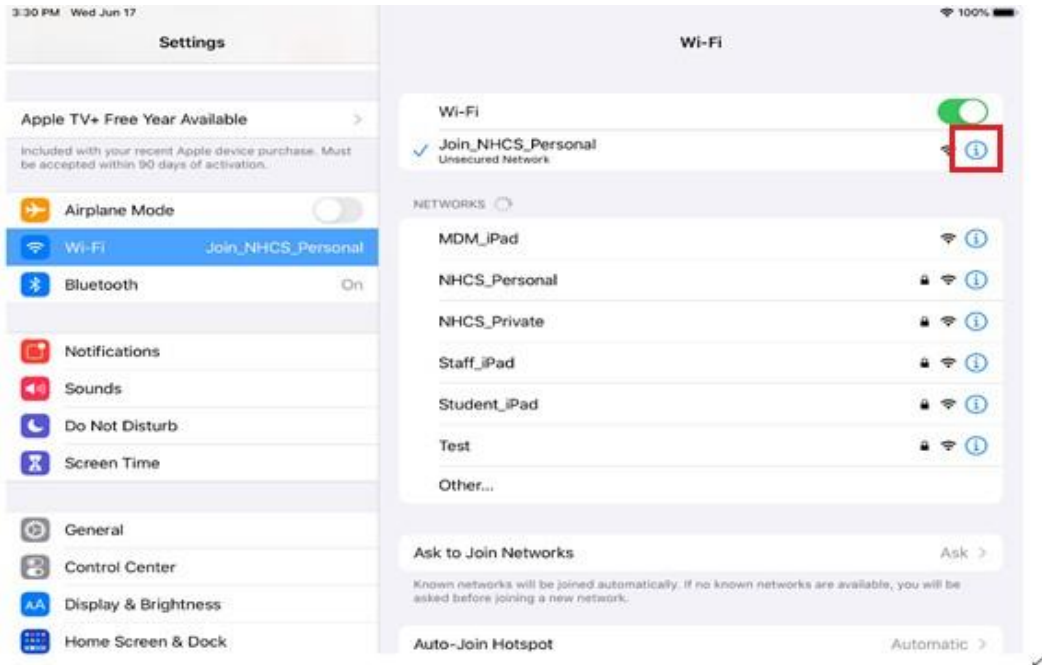 3:30 PM Wed Jun 17
100%
Settings
Apple TV+ Free Year Available
Included with your recent Apple device purchase. Must
be accepted within 90 days of activation.
Airplane Mode
Wi-Fi Join_NHCS_Personal
Bluetooth On
Notifications
Sounds
Do Not Disturb
Screen Time
General
Control Center
AA Display & Brightness
Home Screen & Dock
Wi-Fi
Wi-Fi
Join_NHCS_Personal
Unsecured Network
NETWORKS
MDM_iPad
NHCS_Personal
NHCS_Private
Staff_iPad
Student_iPad
Test
Other...
Ask to Join Networks Ask
Known networks will be joined automatically. If no known networks are available, you will be
asked before joining a new network.
Auto-Join Hotspot Automatic